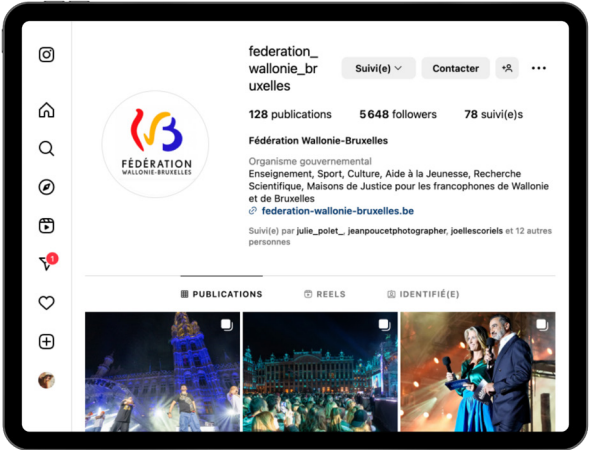 federation_
wallonie_br
uxelles
Suivi(e)
Contacter
128 publications
5 648 followers
78 suivi(e)s
Fédération Wallonie-Bruxelles
Organisme gouvernemental
Enseignement, Sport, Culture, Aide à la Jeunesse, Recherche
Scientifique, Maisons de Justice pour les francophones de Wallonie
et de Bruxelles
federation-wallonie-bruxelles.be
Suivi(e) par julie_polet_, jeanpoucetphotographer, joellescoriels et 12 autres
personnes
FÉDÉRATION
WALLONIE-BRUXELLES
1
PUBLICATIONS
REELS
IDENTIFIÉ(E)